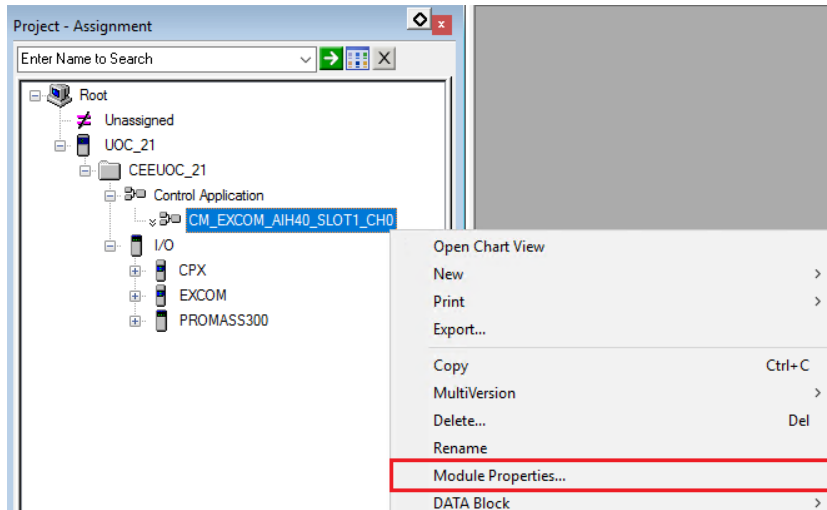 Project - Assignment
Enter Name to Search
Root
Unassigned
UOC_21
CEEUOC_21
Control Application
CM_EXCOM_AIH40_SLOT1_CH0
I/O
CPX
EXCOM
PROMASS300
Open Chart View
New
Print
Export...
Copy Ctrl+C
MultiVersion
Delete... Del
Rename
Module Properties...
DATA Block